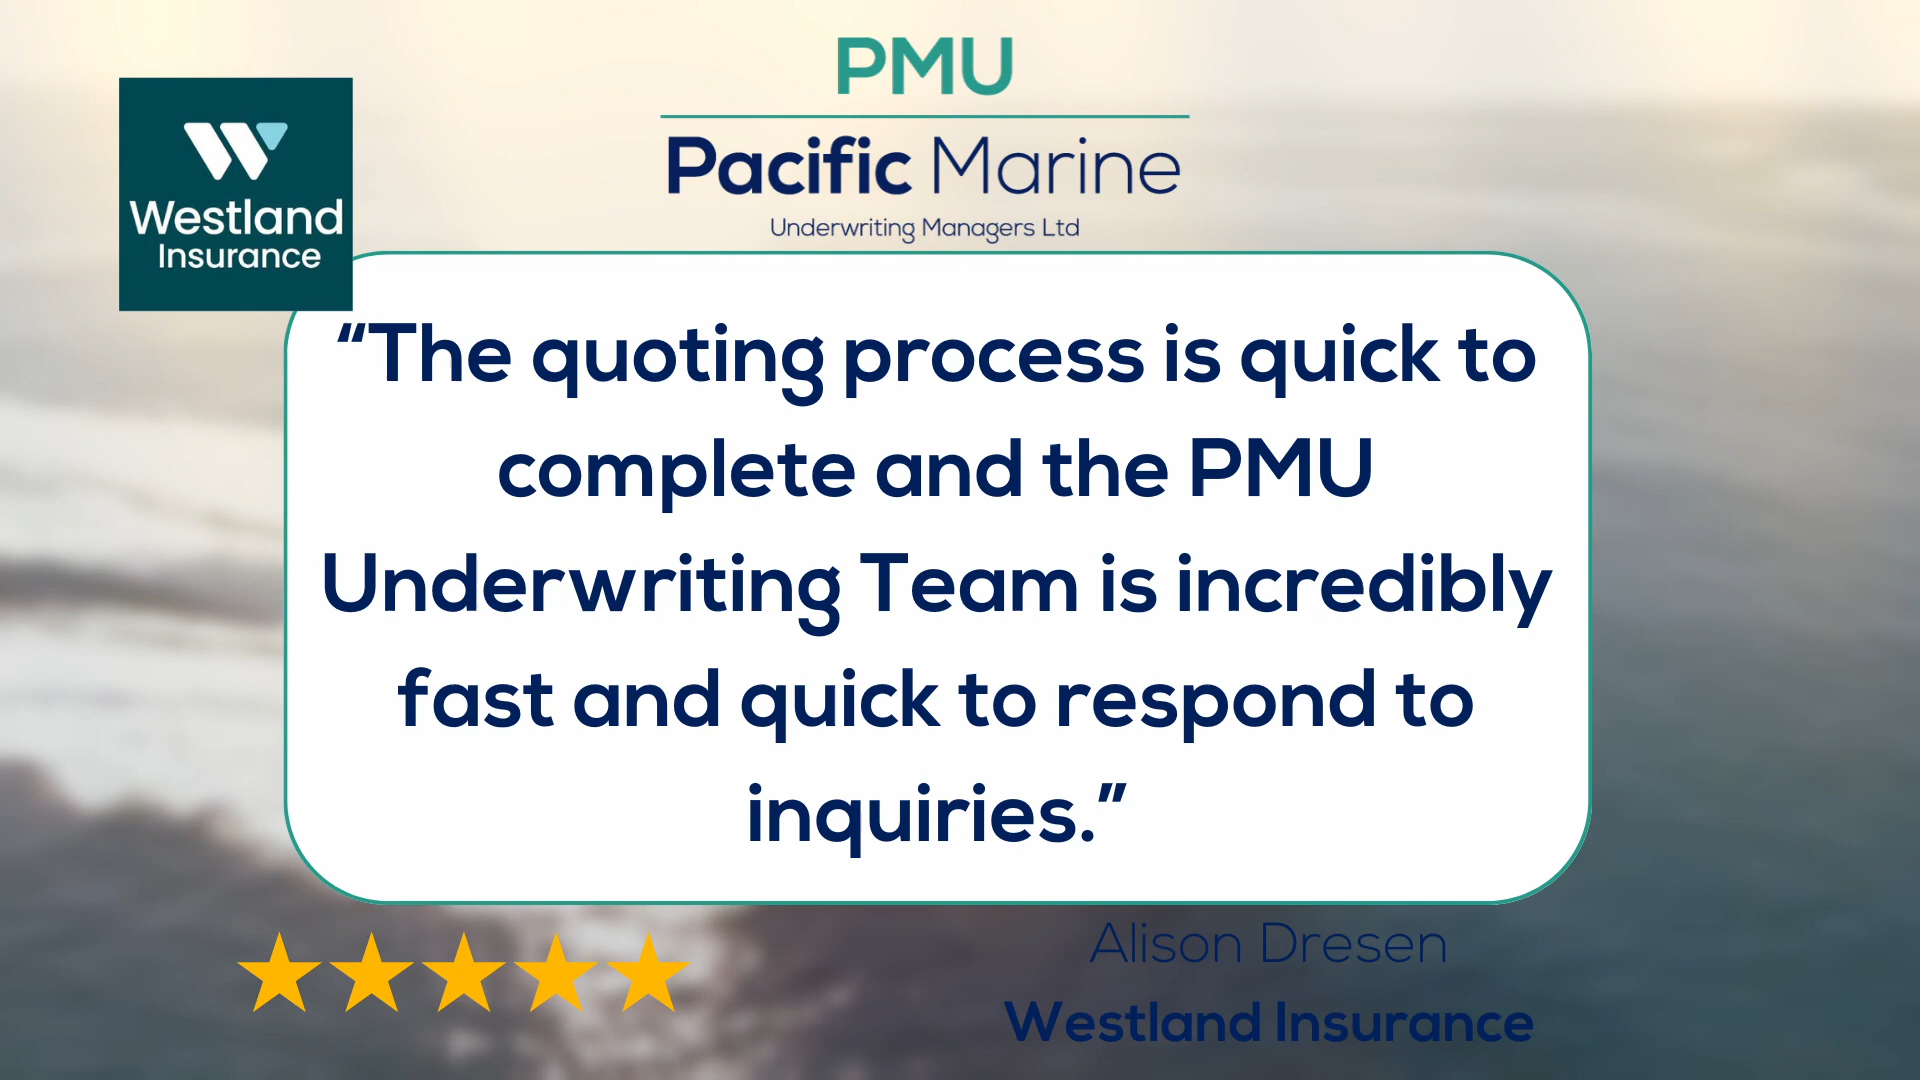 PMU
Pacific Marine
Underwriting Managers Ltd
Westland
Insurance
“The quoting process is quick to
complete and the PMU
Underwriting Team is incredibly
fast and quick to respond to
inquiries.”
Alison Dresen
Westland Insurance